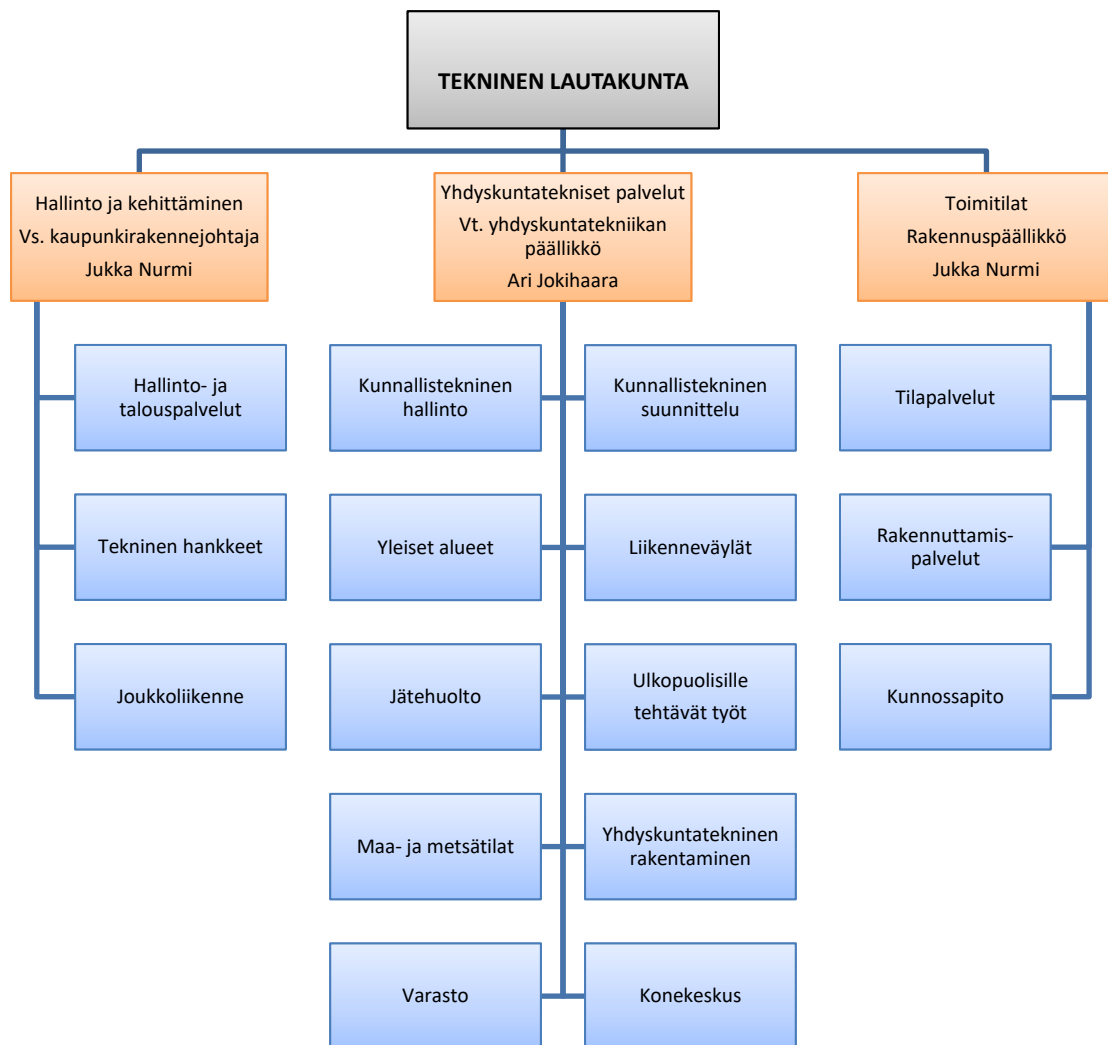 TEKNINEN LAUTAKUNTA
Hallinto ja kehittäminen
Vs. kaupunkirakennejohtaja
Jukka Nurmi
Yhdyskuntatekniset palvelut
Vt. yhdyskuntatekniikan
päällikkö
Ari Jokihaara
Toimitilat
Rakennuspäällikkö
Jukka Nurmi
Hallinto- ja
talouspalvelut
Kunnallistekninen
hallinto
Kunnallistekninen
suunnittelu
Tilapalvelut
Tekninen hankkeet
Yleiset alueet
Liikenneväylät
Rakennuttamis-
palvelut
Joukkoliikenne
Jätehuolto
Ulkopuolisille
tehtävät työt
Kunnossapito
Maa- ja metsätilat
Yhdyskuntatekninen
rakentaminen
Varasto
Konekeskus